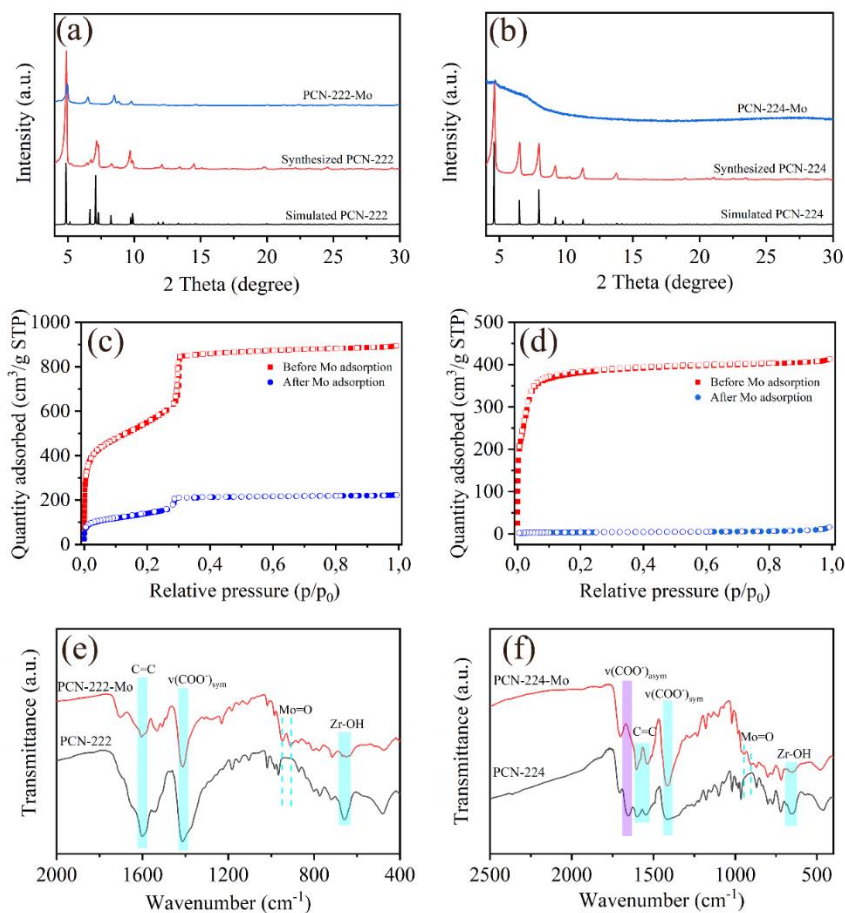 (a)
PCN-222-Mo
Synthesized PCN-222
Simulated PCN-222
Intensity (a.u.)
5 10 15 20 25 30
2 Theta (degree)
(b)
PCN-224-Mo
Synthesized PCN-224
Simulated PCN-224
Intensity (a.u.)
5 10 15 20 25 30
2 Theta (degree)
(c)
1000
800
600
400
200
0
Before Mo adsorption
After Mo adsorption
Quantity adsorbed (cm³/g STP)
0,0 0,2 0,4 0,6 0,8 1,0
Relative pressure (p/p₀)
(d)
500
400
300
200
100
0
Before Mo adsorption
After Mo adsorption
Quantity adsorbed (cm³/g STP)
0,0 0,2 0,4 0,6 0,8 1,0
Relative pressure (p/p₀)
(e)
C=C
ν(COO⁻)sym
PCN-222-Mo
Mo=O
Zr-OH
PCN-222
Transmittance (a.u.)
2000 1600 1200 800 400
Wavenumber (cm⁻¹)
(f)
ν(COO⁻)asym
ν(COO⁻)sym
PCN-224-Mo
C=C
Mo=O
Zr-OH
PCN-224
Transmittance (a.u.)
2500 2000 1500 1000 500
Wavenumber (cm⁻¹)